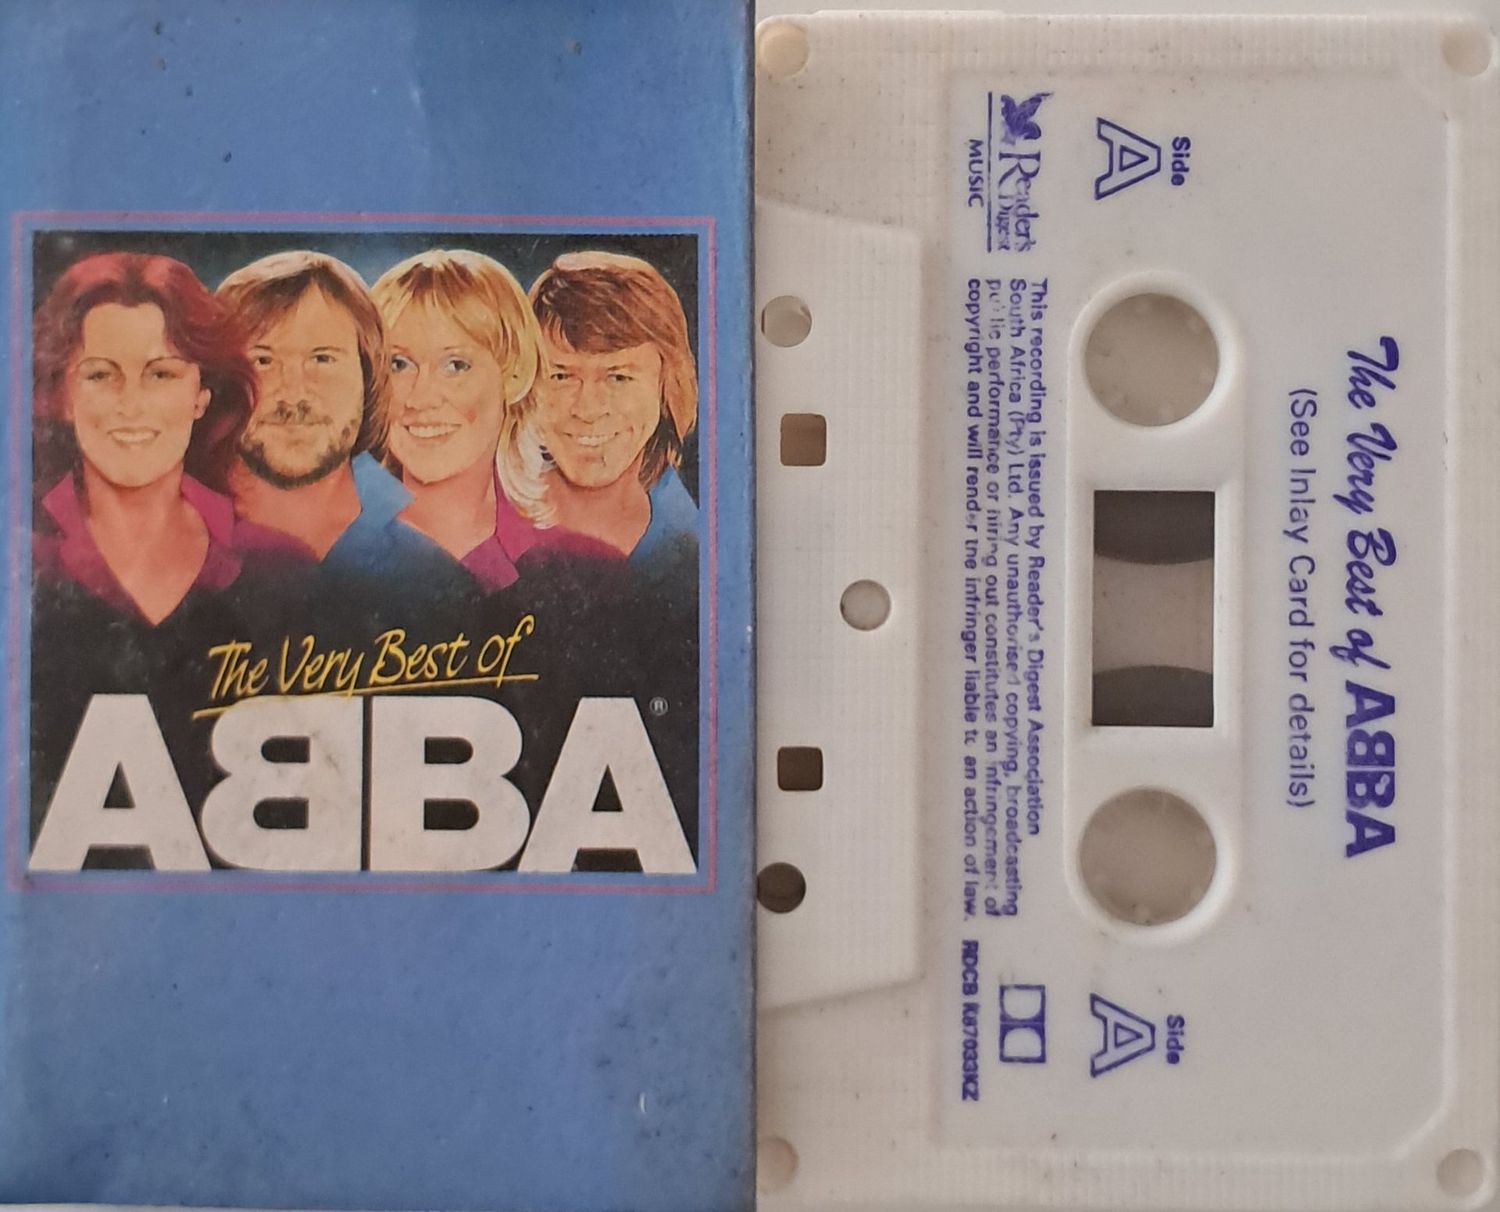 The Very Best of
ABBA
®
The Very Best of ABBA
(See Inlay Card for details)
Side
A
Side
A
Reader's
Digest
MUSIC
This recording is issued by Reader's Digest Association
South Africa (Pty) Ltd. Any unauthorised copying, broadcasting
public performance or hiring out constitutes an infringement of
copyright and will render the infringer liable to an action of law.
RDCB K87033K2